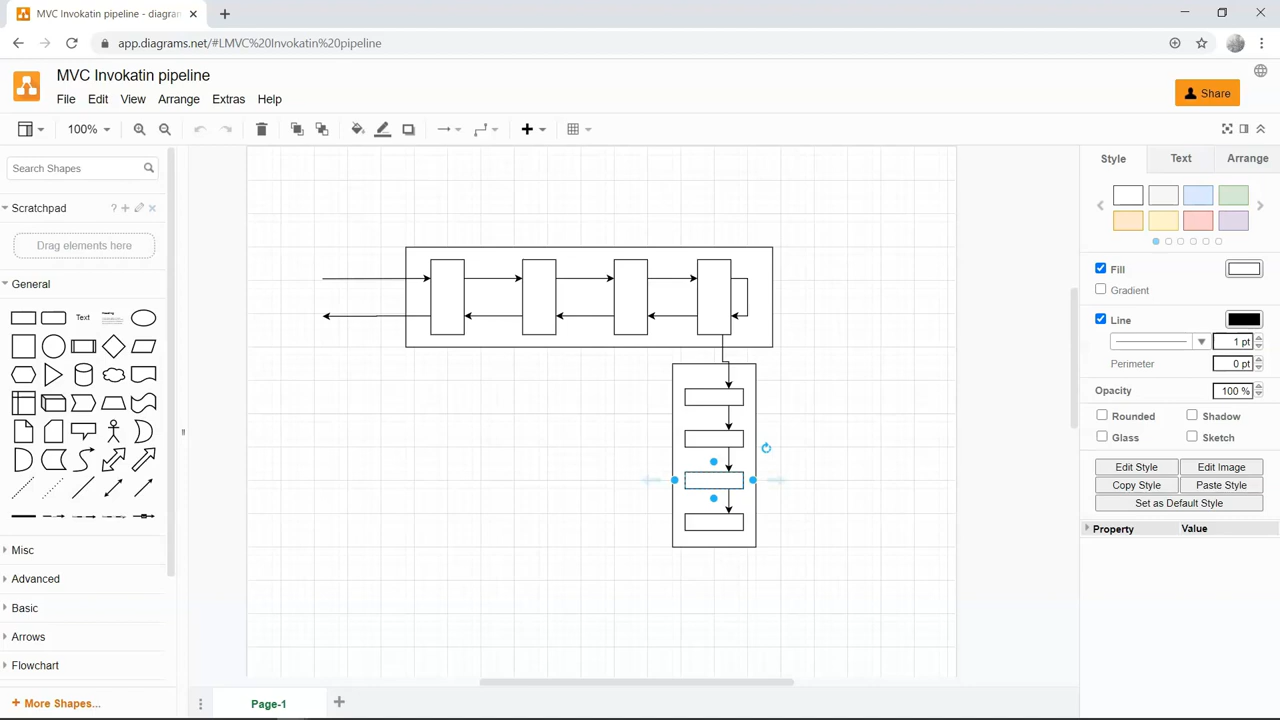 MVC Invokatin pipeline - diagran
app.diagrams.net/#LMVC%20Invokatin%20pipeline
MVC Invokatin pipeline
File Edit View Arrange Extras Help
Share
100%
Search Shapes
Style Text Arrange
Scratchpad ?
Drag elements here
General
Text
Heading
Misc
Advanced
Basic
Arrows
Flowchart
+ More Shapes...
Page-1
Fill
Gradient
Line
1 pt
Perimeter 0 pt
Opacity 100 %
Rounded Shadow
Glass Sketch
Edit Style Edit Image
Copy Style Paste Style
Set as Default Style
Property Value